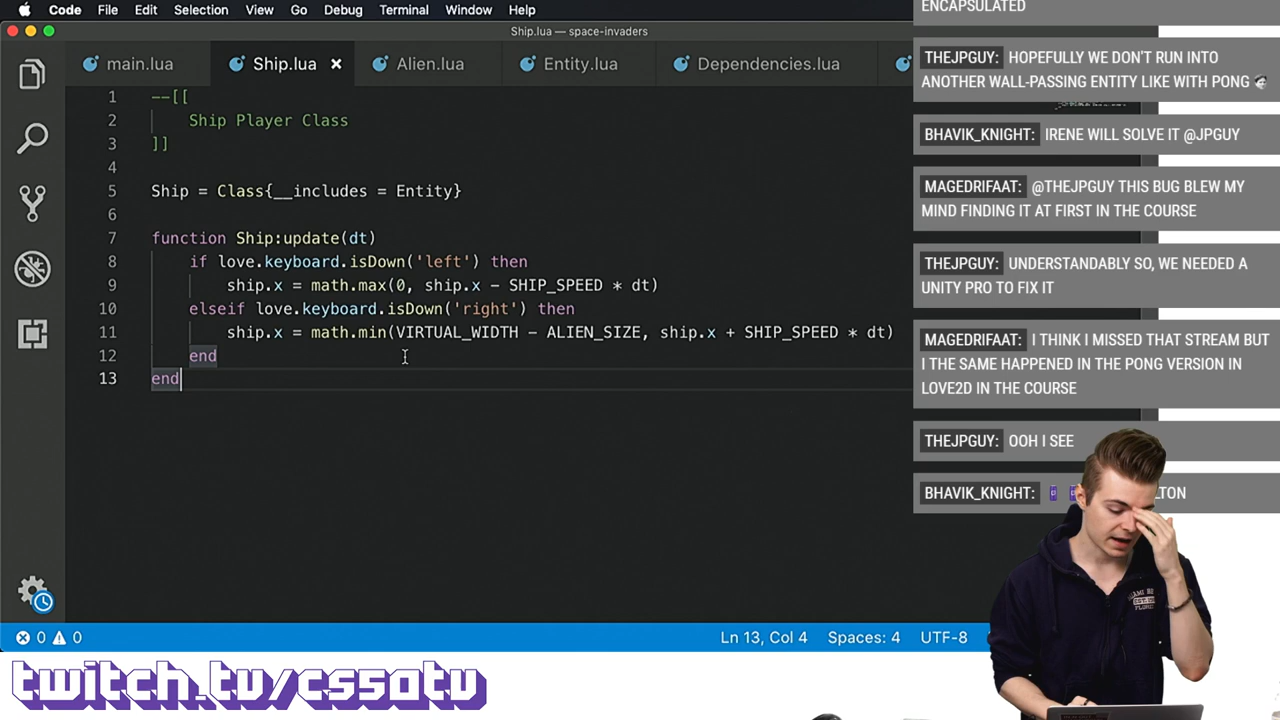 Code File Edit Selection View Go Debug Terminal Window Help
Ship.lua — space-invaders
main.lua Ship.lua Alien.lua Entity.lua Dependencies.lua
1 --[[
2 Ship Player Class
3 ]]
4
5 Ship = Class{__includes = Entity}
6
7 function Ship:update(dt)
8 if love.keyboard.isDown('left') then
9 ship.x = math.max(0, ship.x - SHIP_SPEED * dt)
10 elseif love.keyboard.isDown('right') then
11 ship.x = math.min(VIRTUAL_WIDTH - ALIEN_SIZE, ship.x + SHIP_SPEED * dt)
12 end
13 end
0 0
Ln 13, Col 4 Spaces: 4 UTF-8
ENCAPSULATED
THEJPGUY: HOPEFULLY WE DON'T RUN INTO
ANOTHER WALL-PASSING ENTITY LIKE WITH PONG
BHAVIK_KNIGHT: IRENE WILL SOLVE IT @JPGUY
MAGEDRIFAAT: @THEJPGUY THIS BUG BLEW MY
MIND FINDING IT AT FIRST IN THE COURSE
THEJPGUY: UNDERSTANDABLY SO, WE NEEDED A
UNITY PRO TO FIX IT
MAGEDRIFAAT: I THINK I MISSED THAT STREAM BUT
I THE SAME HAPPENED IN THE PONG VERSION IN
LOVE2D IN THE COURSE
THEJPGUY: OOH I SEE
BHAVIK_KNIGHT:
twitch.tv/cs50tv